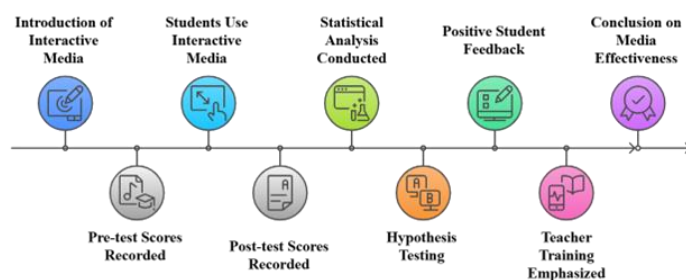 Introduction of
Interactive
Media
Pre-test Scores
Recorded
Students Use
Interactive
Media
Post-test Scores
Recorded
Statistical
Analysis
Conducted
Hypothesis
Testing
A
B
Positive Student
Feedback
Teacher
Training
Emphasized
Conclusion on
Media
Effectiveness
A